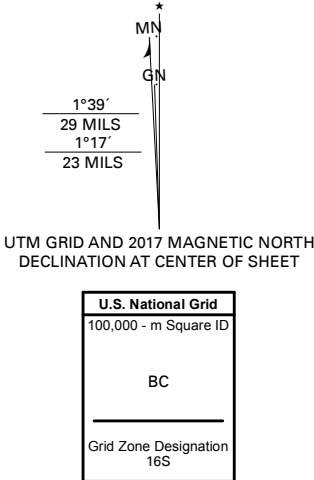 ★
MN
GN
1°39´
29 MILS
1°17´
23 MILS
UTM GRID AND 2017 MAGNETIC NORTH
DECLINATION AT CENTER OF SHEET
U.S. National Grid
100,000 - m Square ID
BC
Grid Zone Designation
16S